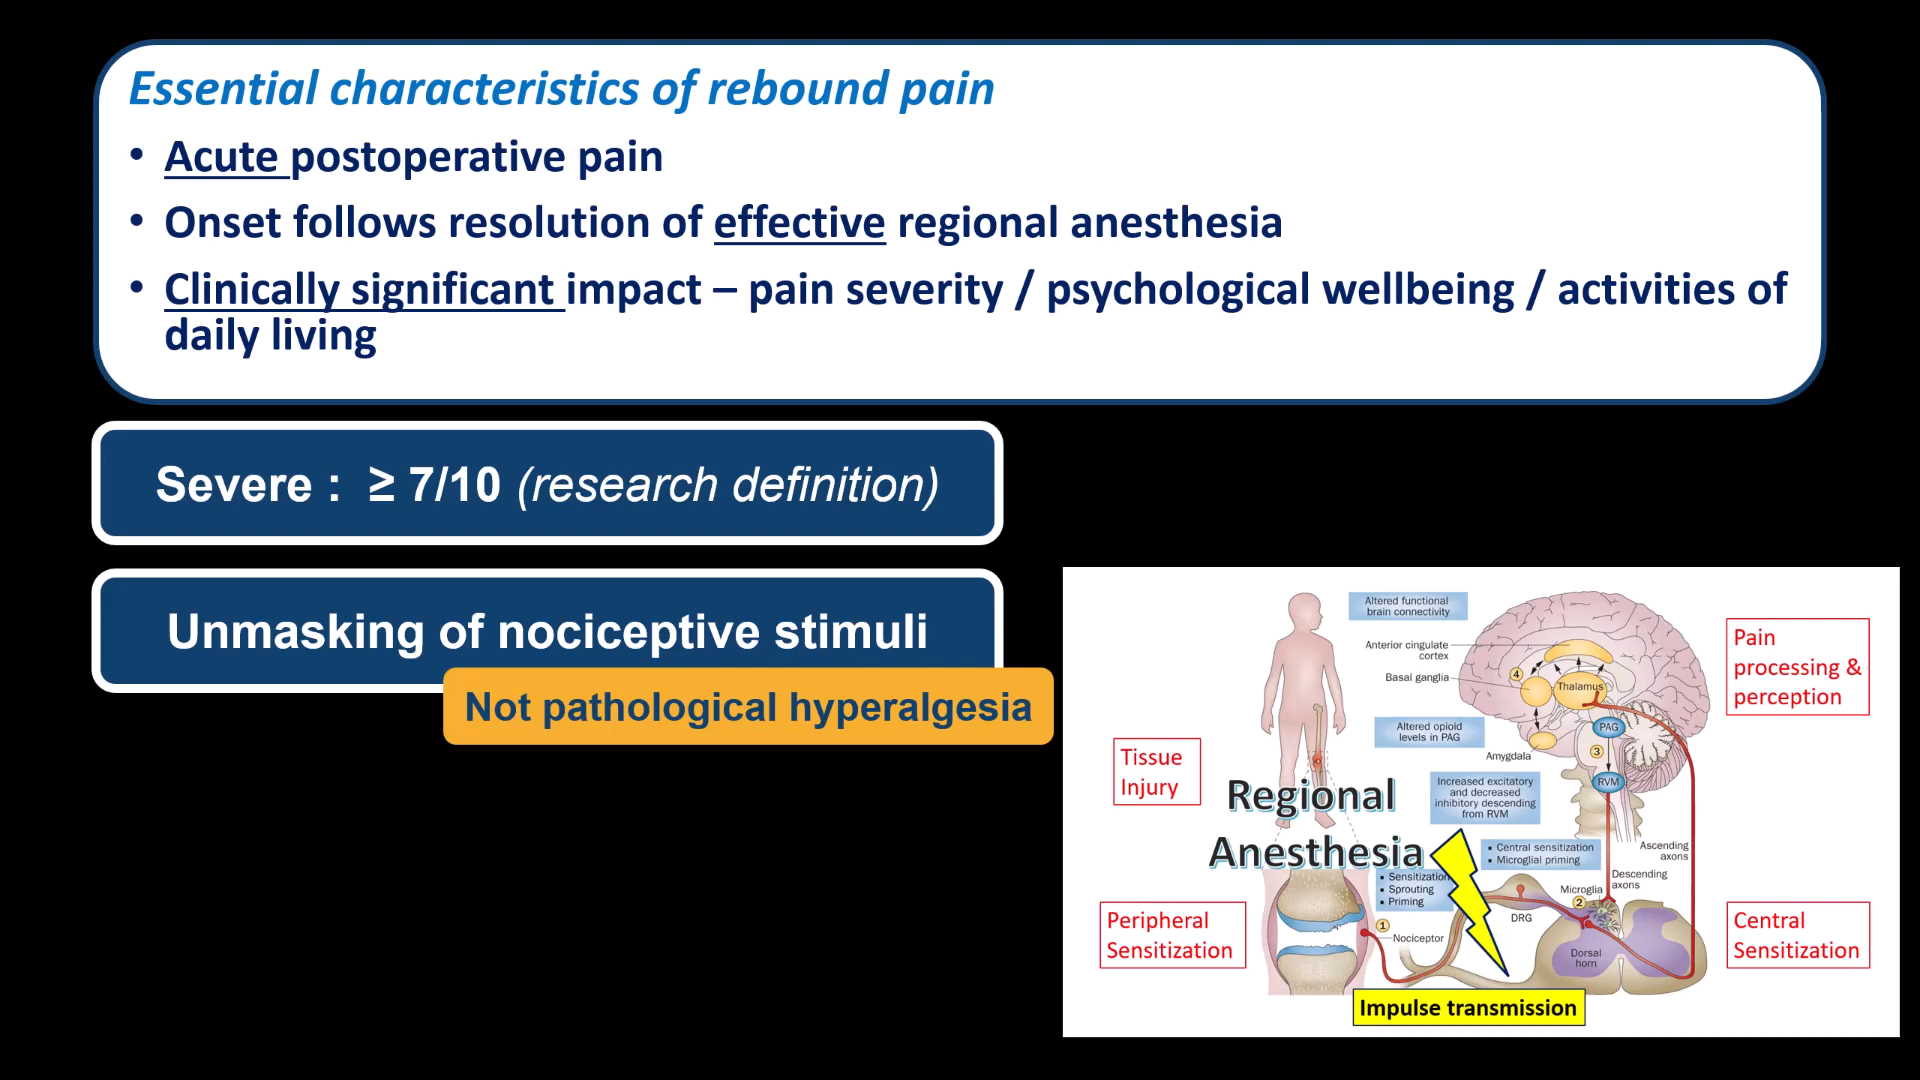 Essential characteristics of rebound pain
• Acute postoperative pain
• Onset follows resolution of effective regional anesthesia
• Clinically significant impact – pain severity / psychological wellbeing / activities of
daily living
Severe : ≥ 7/10 (research definition)
Unmasking of nociceptive stimuli
Not pathological hyperalgesia
Altered functional
brain connectivity
Anterior cingulate
cortex
Basal ganglia
4
Thalamus
Pain
processing &
perception
Altered opioid
levels in PAG
PAG
Amygdala
3
RVM
Tissue
Injury
Increased excitatory
and decreased
inhibitory descending
from RVM
Regional
Anesthesia
▪ Central sensitization
▪ Microglial priming
Ascending
axons
Descending
axons
▪ Sensitization
▪ Sprouting
▪ Priming
Microglia
2
DRG
1
Nociceptor
Dorsal
horn
Peripheral
Sensitization
Central
Sensitization
Impulse transmission